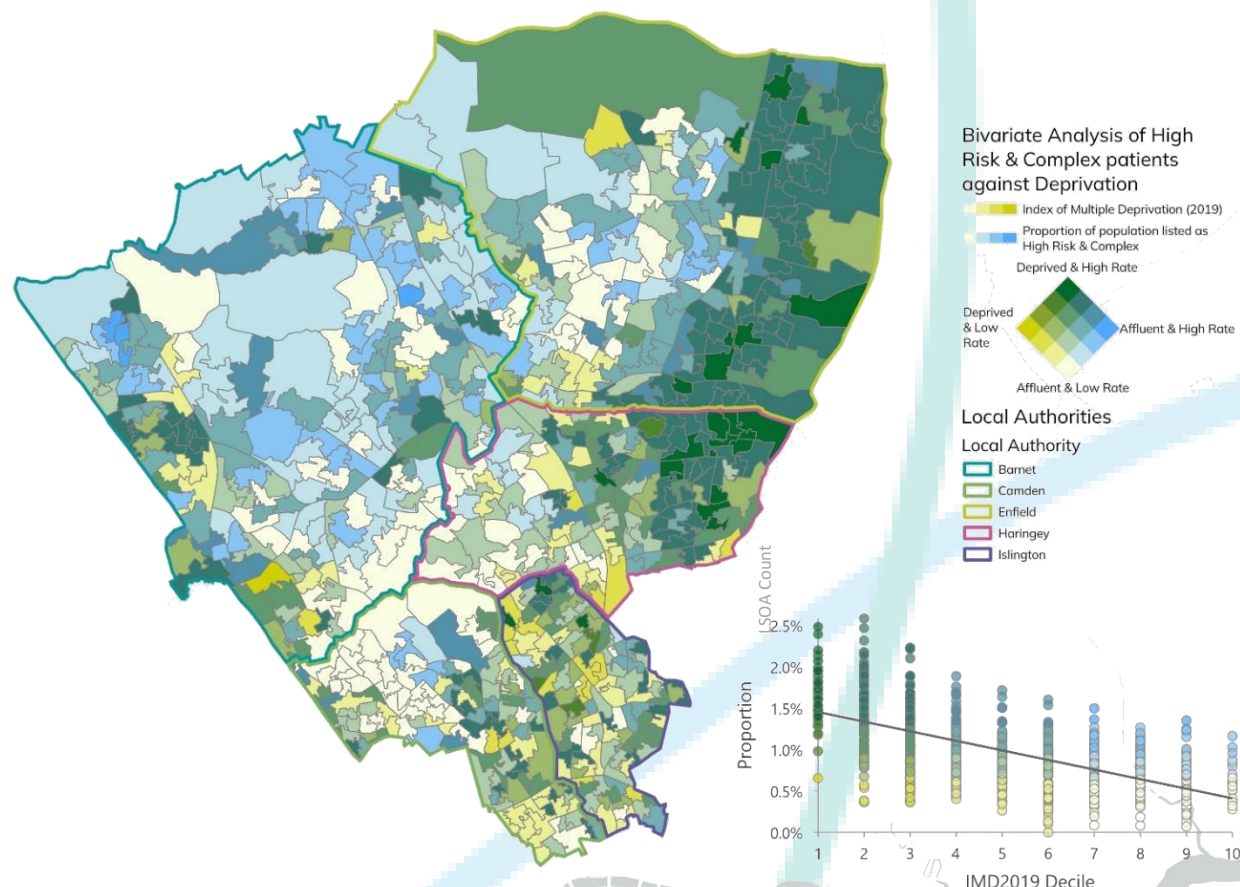 Bivariate Analysis of High
Risk & Complex patients
against Deprivation
Index of Multiple Deprivation (2019)
Proportion of population listed as
High Risk & Complex
Deprived & High Rate
Deprived
& Low
Rate
Affluent & High Rate
Affluent & Low Rate
Local Authorities
Local Authority
Barnet
Camden
Enfield
Haringey
Islington
LSOA Count
Proportion
2.5%
2.0%
1.5%
1.0%
0.5%
0.0%
1 2 3 4 5 6 7 8 9 10
IMD2019 Decile